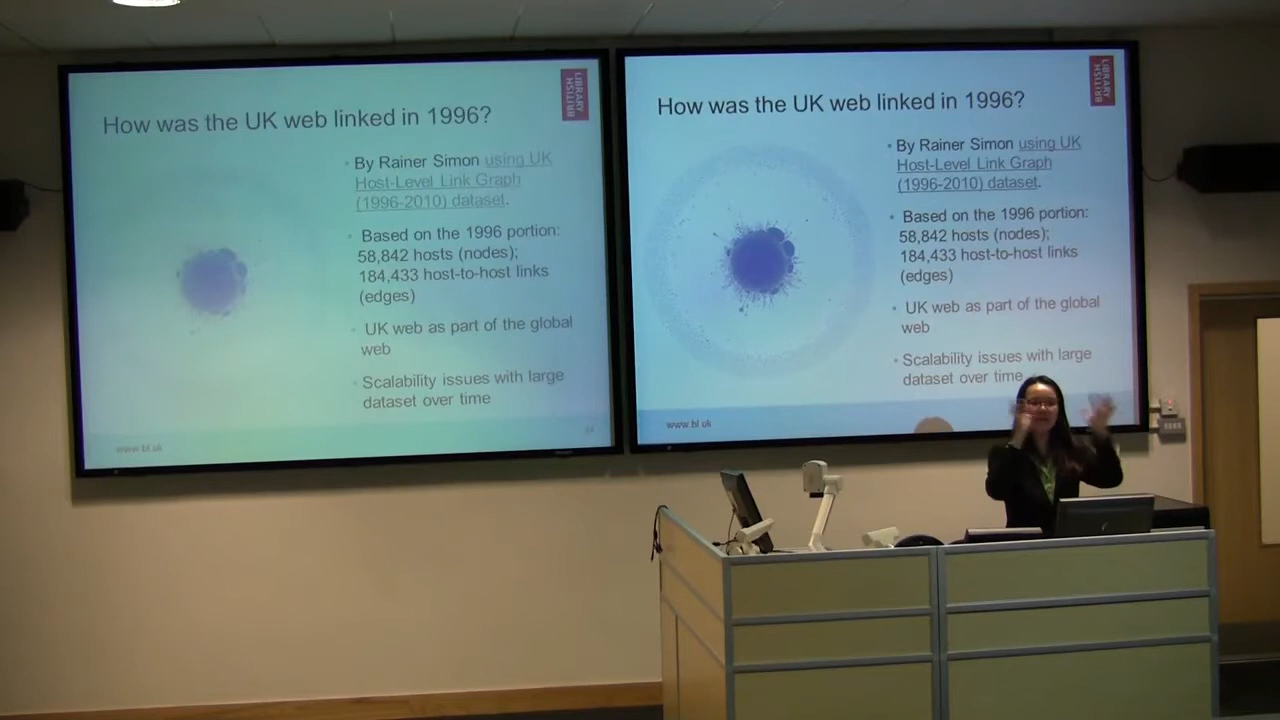 LIBRARY
BRITISH
How was the UK web linked in 1996?
By Rainer Simon using UK
Host-Level Link Graph
(1996-2010) dataset.
Based on the 1996 portion:
58,842 hosts (nodes);
184,433 host-to-host links
(edges)
UK web as part of the global
web
Scalability issues with large
dataset over time
www.bl.uk
LIBRARY
BRITISH
How was the UK web linked in 1996?
By Rainer Simon using UK
Host-Level Link Graph
(1996-2010) dataset.
Based on the 1996 portion:
58,842 hosts (nodes);
184,433 host-to-host links
(edges)
UK web as part of the global
web
Scalability issues with large
dataset over time
www.bl.uk